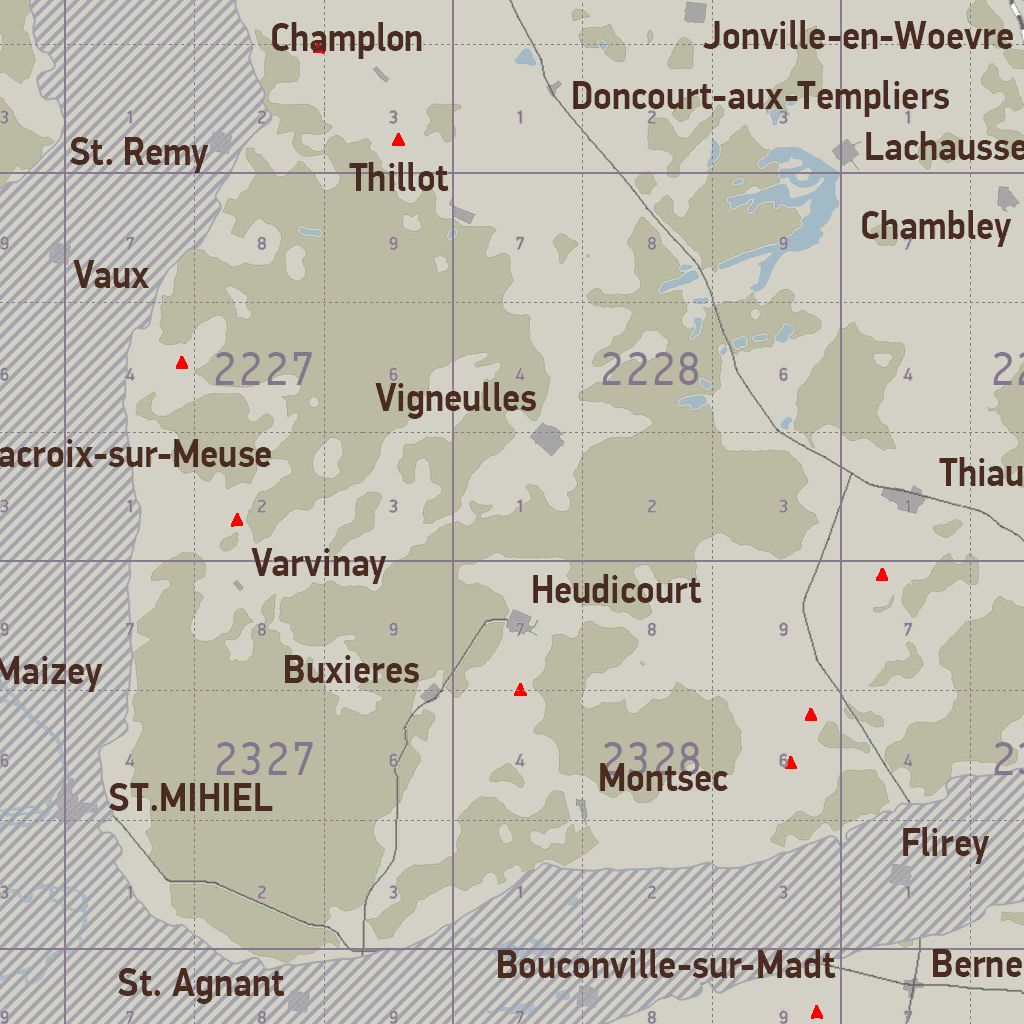 Champlon
Jonville-en-Woevre
Doncourt-aux-Templiers
3 1 3 1 3
St. Remy
Lachausse
Thillot
Chambley
9 7 8 9 7 8 9 7
Vaux
2227
2228
22
6 4 6 4 6 4
Vigneulles
acroix-sur-Meuse
Thiau
3 1 2 3 1 2 3 1
Varvinay
Heudicourt
9 7 8 9 7 8 9 7
Maizey
Buxieres
2327
2328
23
6 4 6 4 6 4
Montsec
ST.MIHIEL
Flirey
3 1 2 3 1 2 3 1
Bouconville-sur-Madt
Berne
St. Agnant
9 7 8 9 7 8 9 7